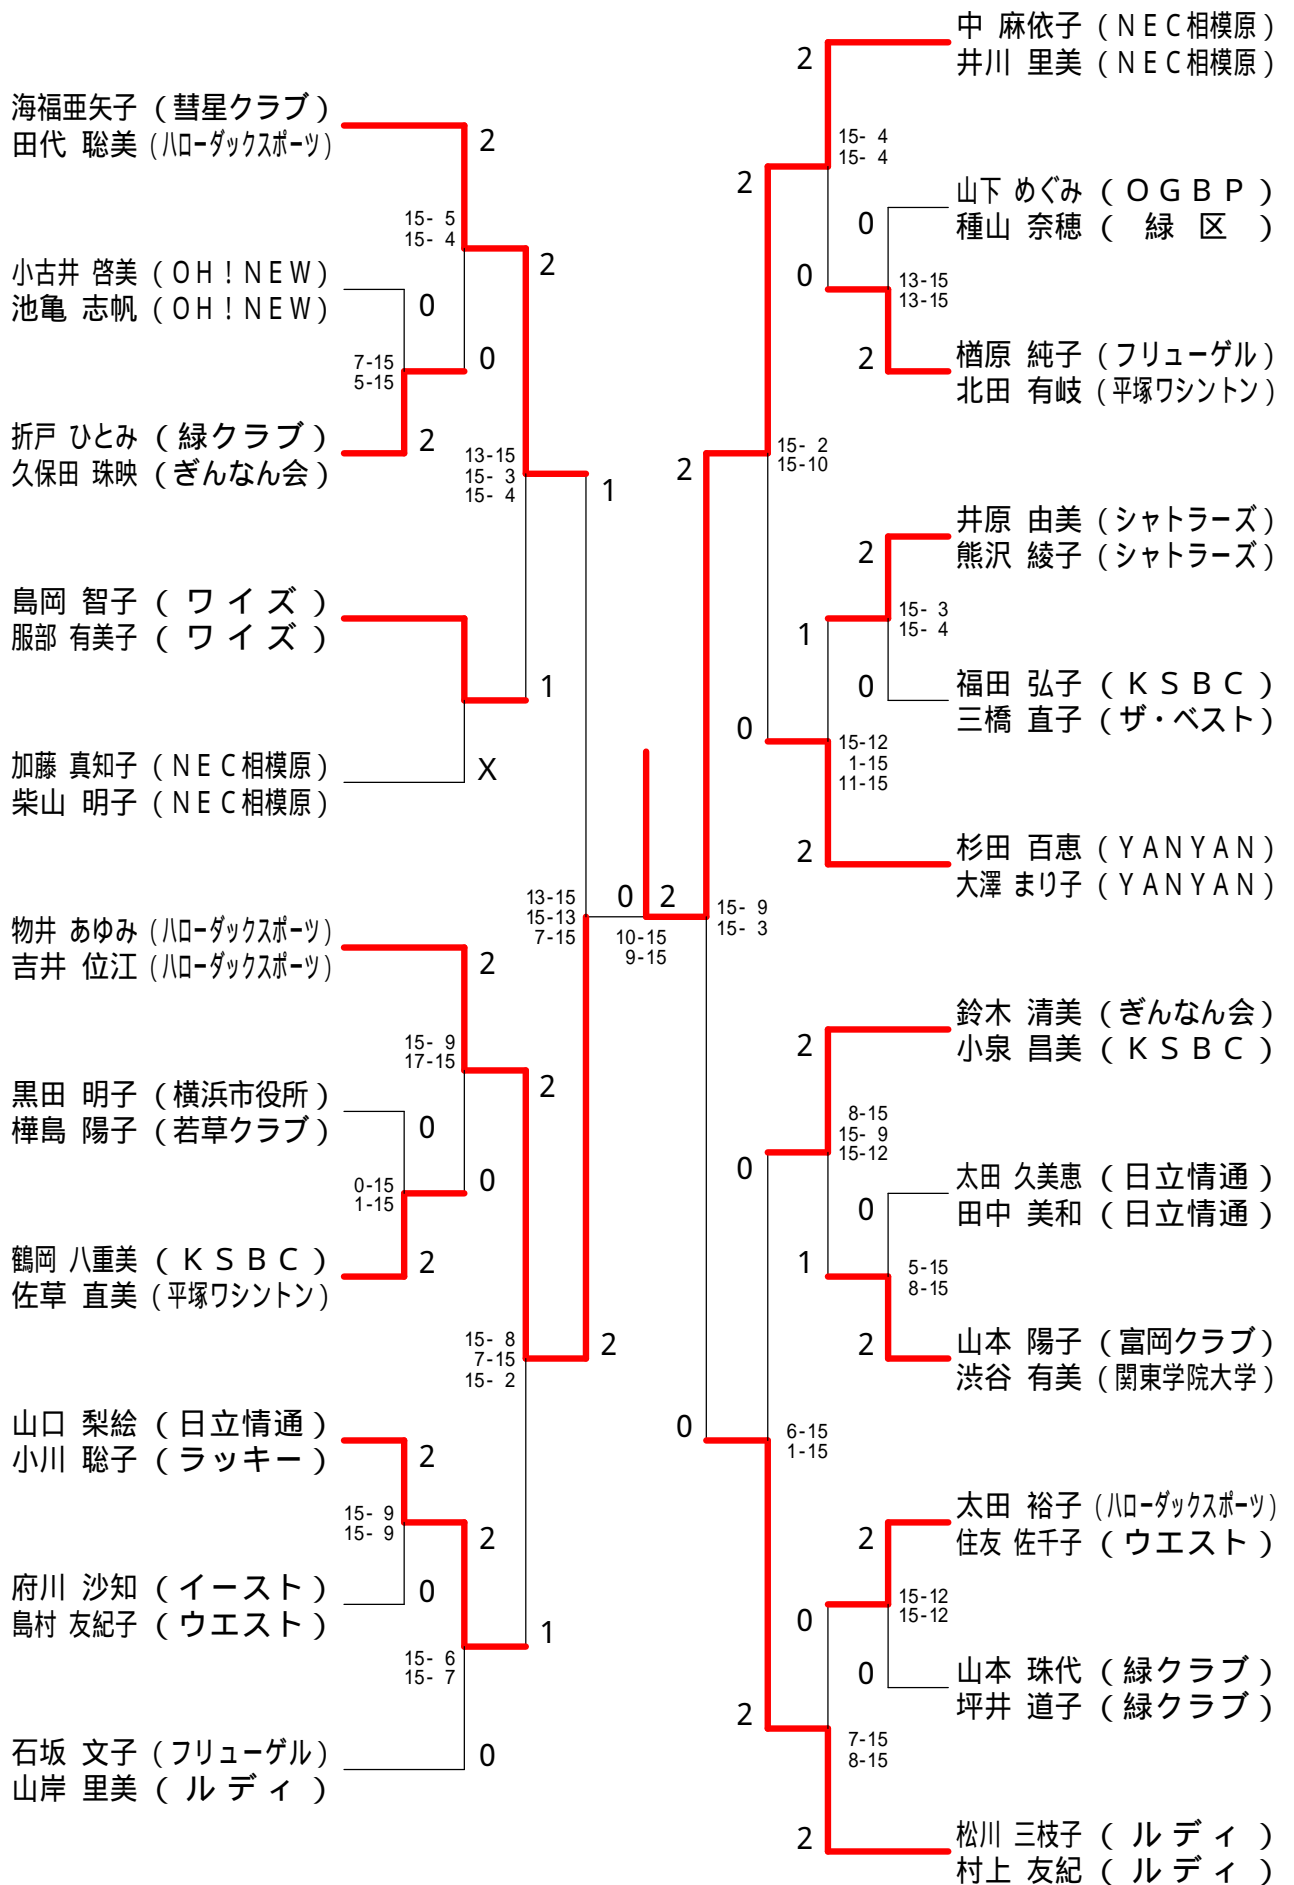 海福亜矢子 (彗星クラブ)
田代 聡美 (ハローダックスポーツ)
2
15- 5
15- 4
2
小古井 啓美 (OH!NEW)
池亀 志帆 (OH!NEW)
0
7-15
5-15
0
折戸 ひとみ (緑クラブ)
久保田 珠映 (ぎんなん会)
2
13-15
15- 3
15- 4
1
島岡 智子 (ワイズ)
服部 有美子 (ワイズ)
1
加藤 真知子 (NEC相模原)
柴山 明子 (NEC相模原)
X
物井 あゆみ (ハローダックスポーツ)
吉井 位江 (ハローダックスポーツ)
2
13-15
15-13
7-15
0
2
10-15
9-15
15- 9
17-15
2
黒田 明子 (横浜市役所)
樺島 陽子 (若草クラブ)
0
0-15
1-15
0
鶴岡 八重美 (KSBC)
佐草 直美 (平塚ワシントン)
2
15- 8
7-15
15- 2
2
山口 梨絵 (日立情通)
小川 聡子 (ラッキー)
2
15- 9
15- 9
2
府川 沙知 (イースト)
島村 友紀子 (ウエスト)
0
15- 6
15- 7
1
石坂 文子 (フリューゲル)
山岸 里美 (ルディ)
0
中 麻依子 (NEC相模原)
井川 里美 (NEC相模原)
2
15- 4
15- 4
2
山下 めぐみ (OGBP)
種山 奈穂 (緑区)
0
0
13-15
13-15
楢原 純子 (フリューゲル)
北田 有岐 (平塚ワシントン)
2
2
15- 2
15-10
井原 由美 (シャトラーズ)
熊沢 綾子 (シャトラーズ)
2
15- 3
15- 4
1
福田 弘子 (KSBC)
三橋 直子 (ザ・ベスト)
0
0
15-12
1-15
11-15
杉田 百恵 (YANYAN)
大澤 まり子 (YANYAN)
2
15- 9
15- 3
鈴木 清美 (ぎんなん会)
小泉 昌美 (KSBC)
2
8-15
15- 9
15-12
0
太田 久美恵 (日立情通)
田中 美和 (日立情通)
0
1
5-15
8-15
山本 陽子 (富岡クラブ)
渋谷 有美 (関東学院大学)
2
0
6-15
1-15
太田 裕子 (ハローダックスポーツ)
住友 佐千子 (ウエスト)
2
15-12
15-12
0
山本 珠代 (緑クラブ)
坪井 道子 (緑クラブ)
0
2
7-15
8-15
松川 三枝子 (ルディ)
村上 友紀 (ルディ)
2